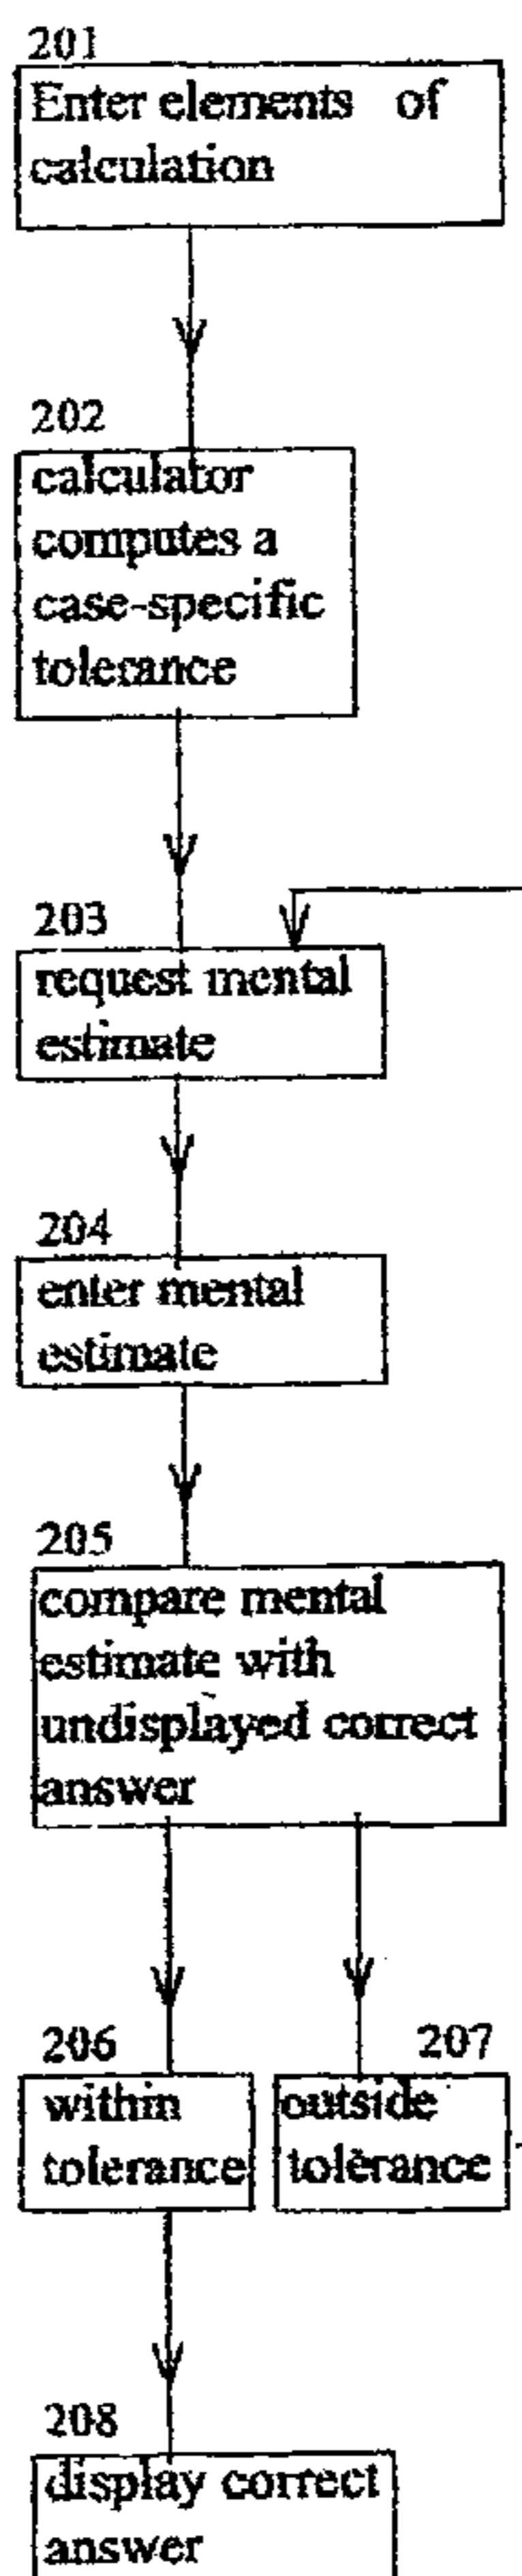 201
Enter elements of
calculation
202
calculator
computes a
case-specific
tolerance
203
request mental
estimate
204
enter mental
estimate
205
compare mental
estimate with
undisplayed correct
answer
206
within
tolerance
207
outside
tolerance
208
display correct
answer